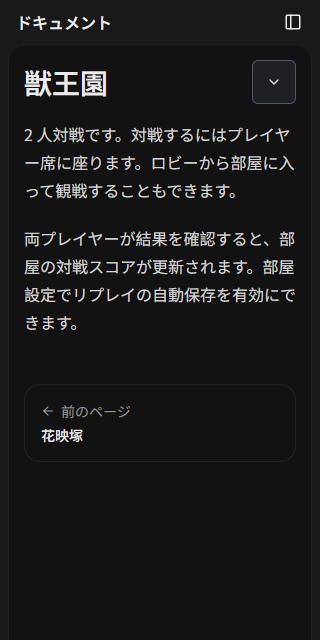 ドキュメント
獣王園
2 人対戦です。対戦するにはプレイヤ
ー席に座ります。ロビーから部屋に入
って観戦することもできます。
両プレイヤーが結果を確認すると、部
屋の対戦スコアが更新されます。部屋
設定でリプレイの自動保存を有効にで
きます。
前のページ
花映塚